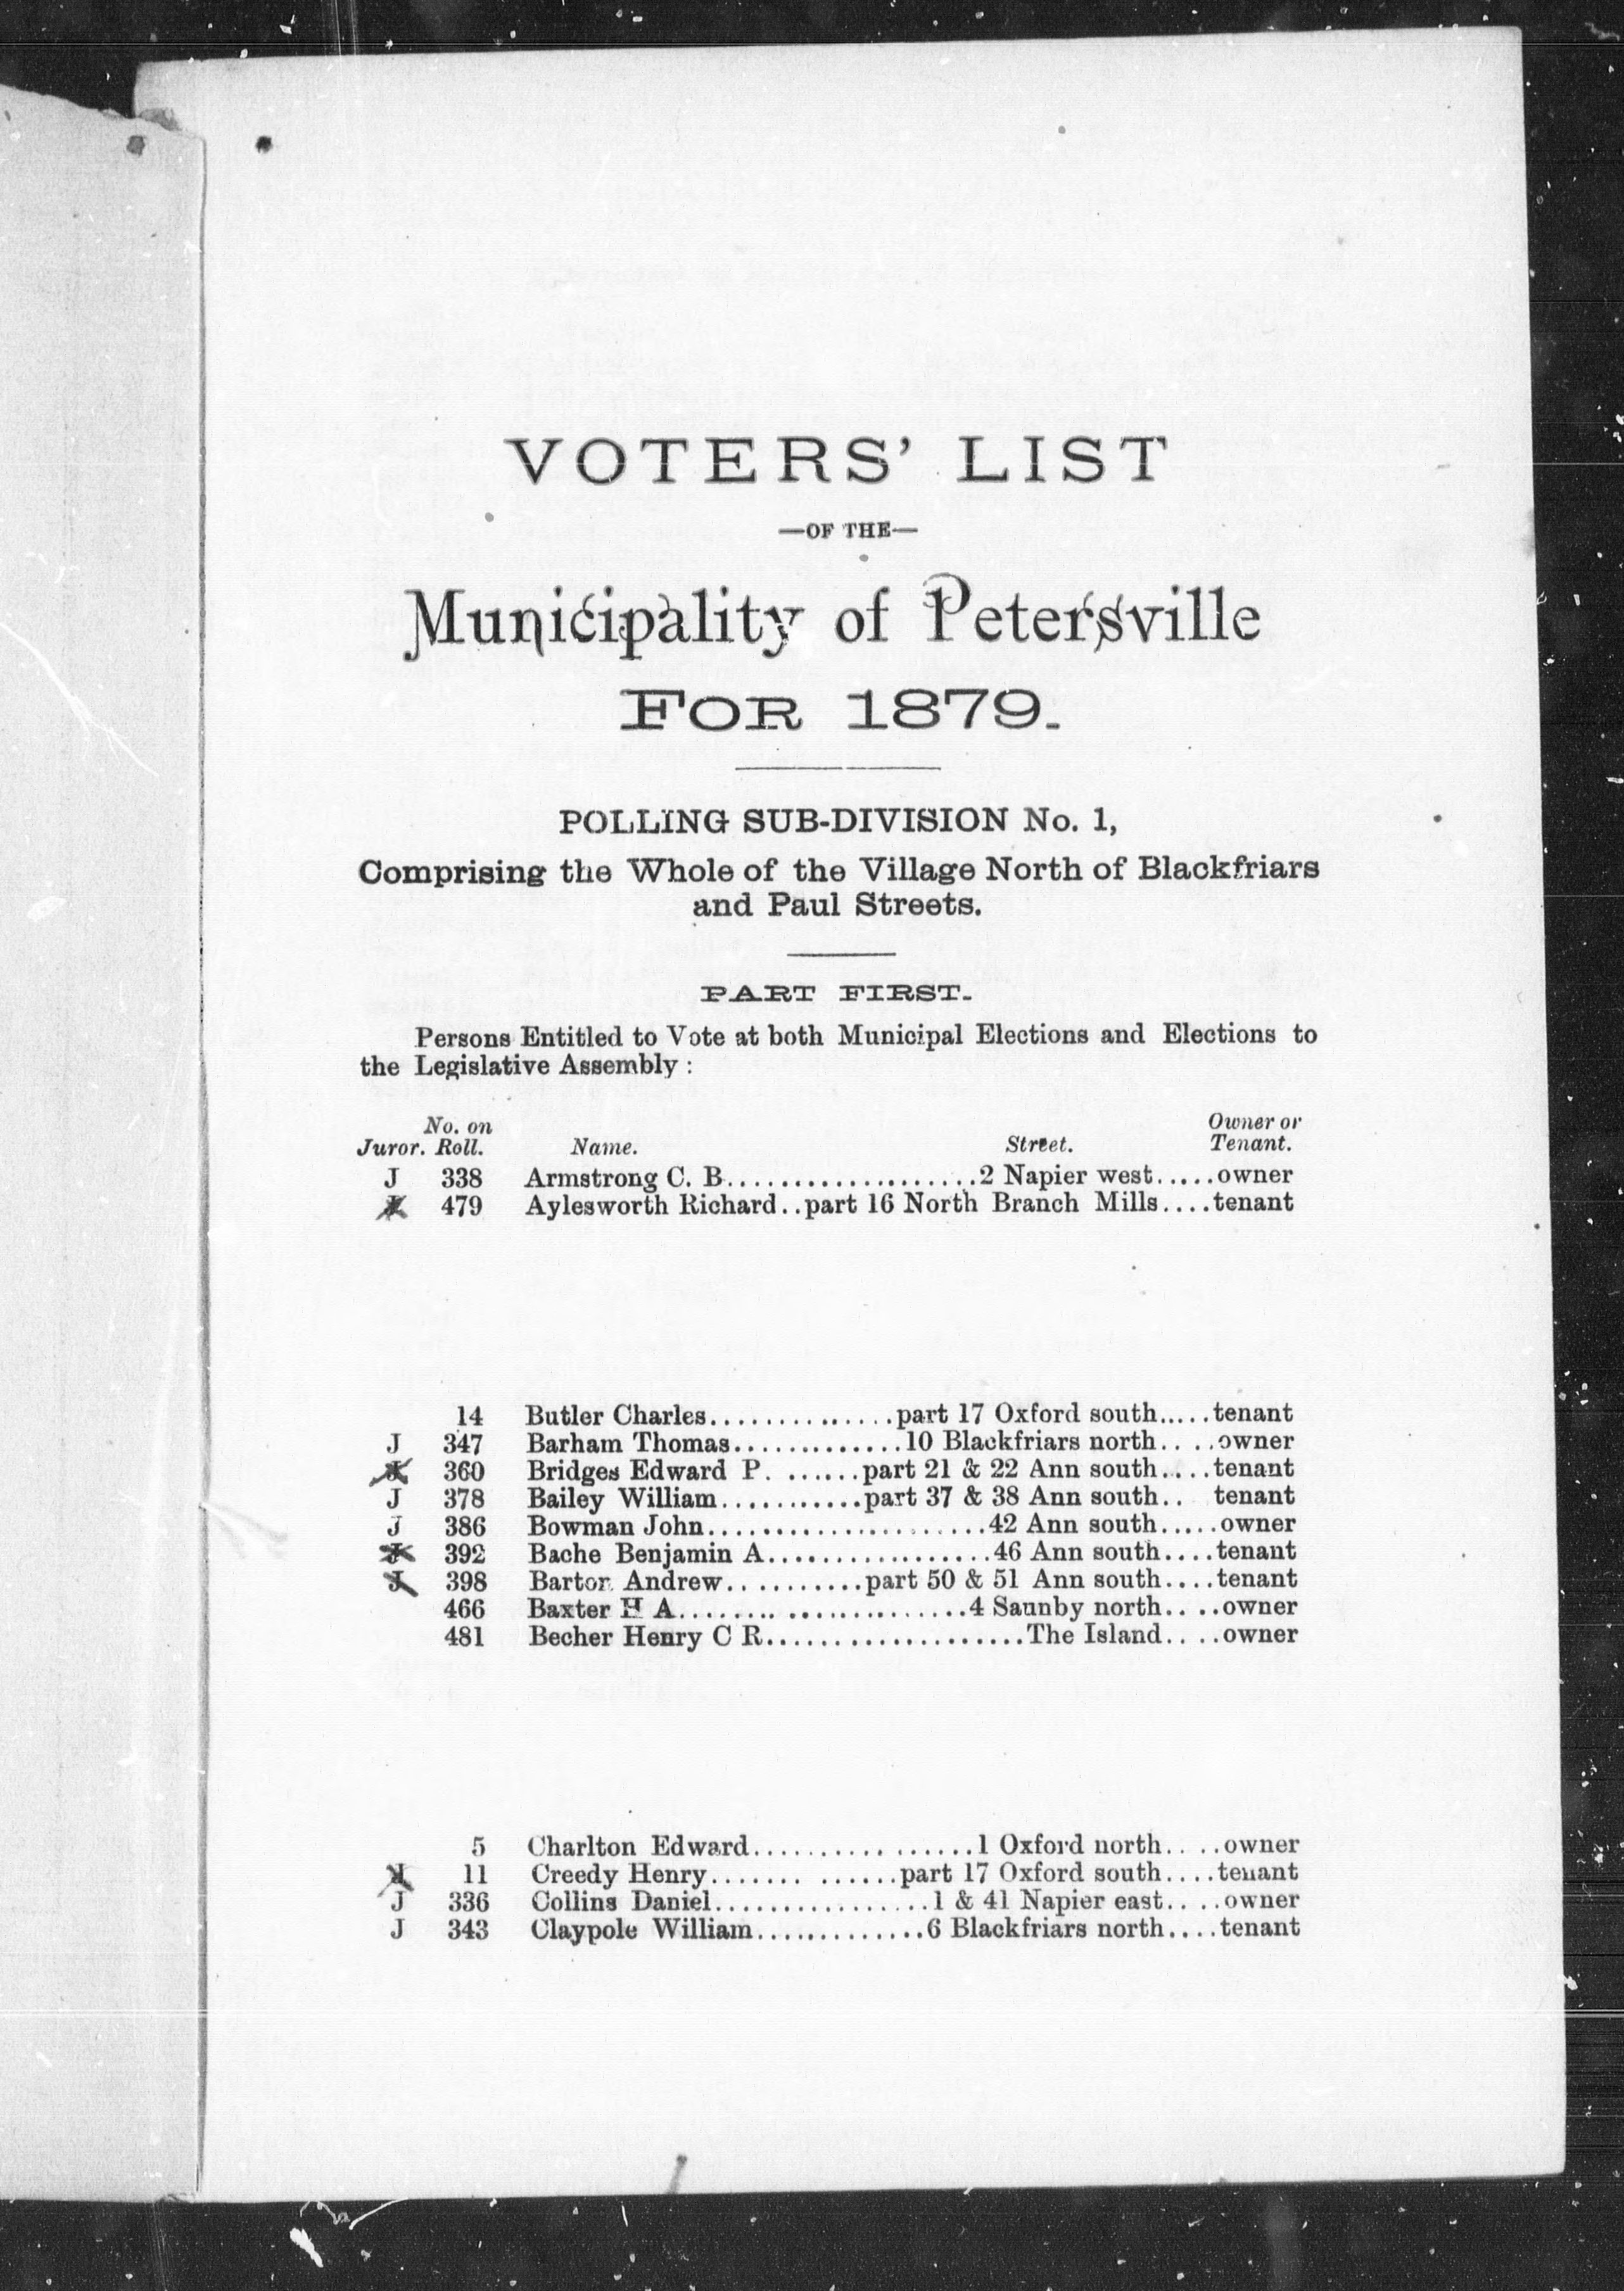 VOTERS' LIST
—OF THE—
Municipality of Petersville
FOR 1879.
POLLING SUB-DIVISION No. 1,
Comprising the Whole of the Village North of Blackfriars
and Paul Streets.
PART FIRST.
Persons Entitled to Vote at both Municipal Elections and Elections to
the Legislative Assembly :
No. on Owner or
Juror. Roll. Name. Street. Tenant.
J 338 Armstrong C. B....................2 Napier west.....owner
J 479 Aylesworth Richard..part 16 North Branch Mills....tenant
14 Butler Charles..............part 17 Oxford south.....tenant
J 347 Barham Thomas.............10 Blackfriars north....owner
J 360 Bridges Edward P. ......part 21 & 22 Ann south....tenant
J 378 Bailey William...........part 37 & 38 Ann south.. tenant
J 386 Bowman John.....................42 Ann south.....owner
J 392 Bache Benjamin A.................46 Ann south....tenant
J 398 Barton Andrew..........part 50 & 51 Ann south....tenant
466 Baxter H A.....................4 Saunby north....owner
481 Becher Henry C R...................The Island....owner
5 Charlton Edward.................1 Oxford north....owner
J 11 Creedy Henry....... ......part 17 Oxford south....tenant
J 336 Collins Daniel................1 & 41 Napier east....owner
J 343 Claypole William.............6 Blackfriars north....tenant